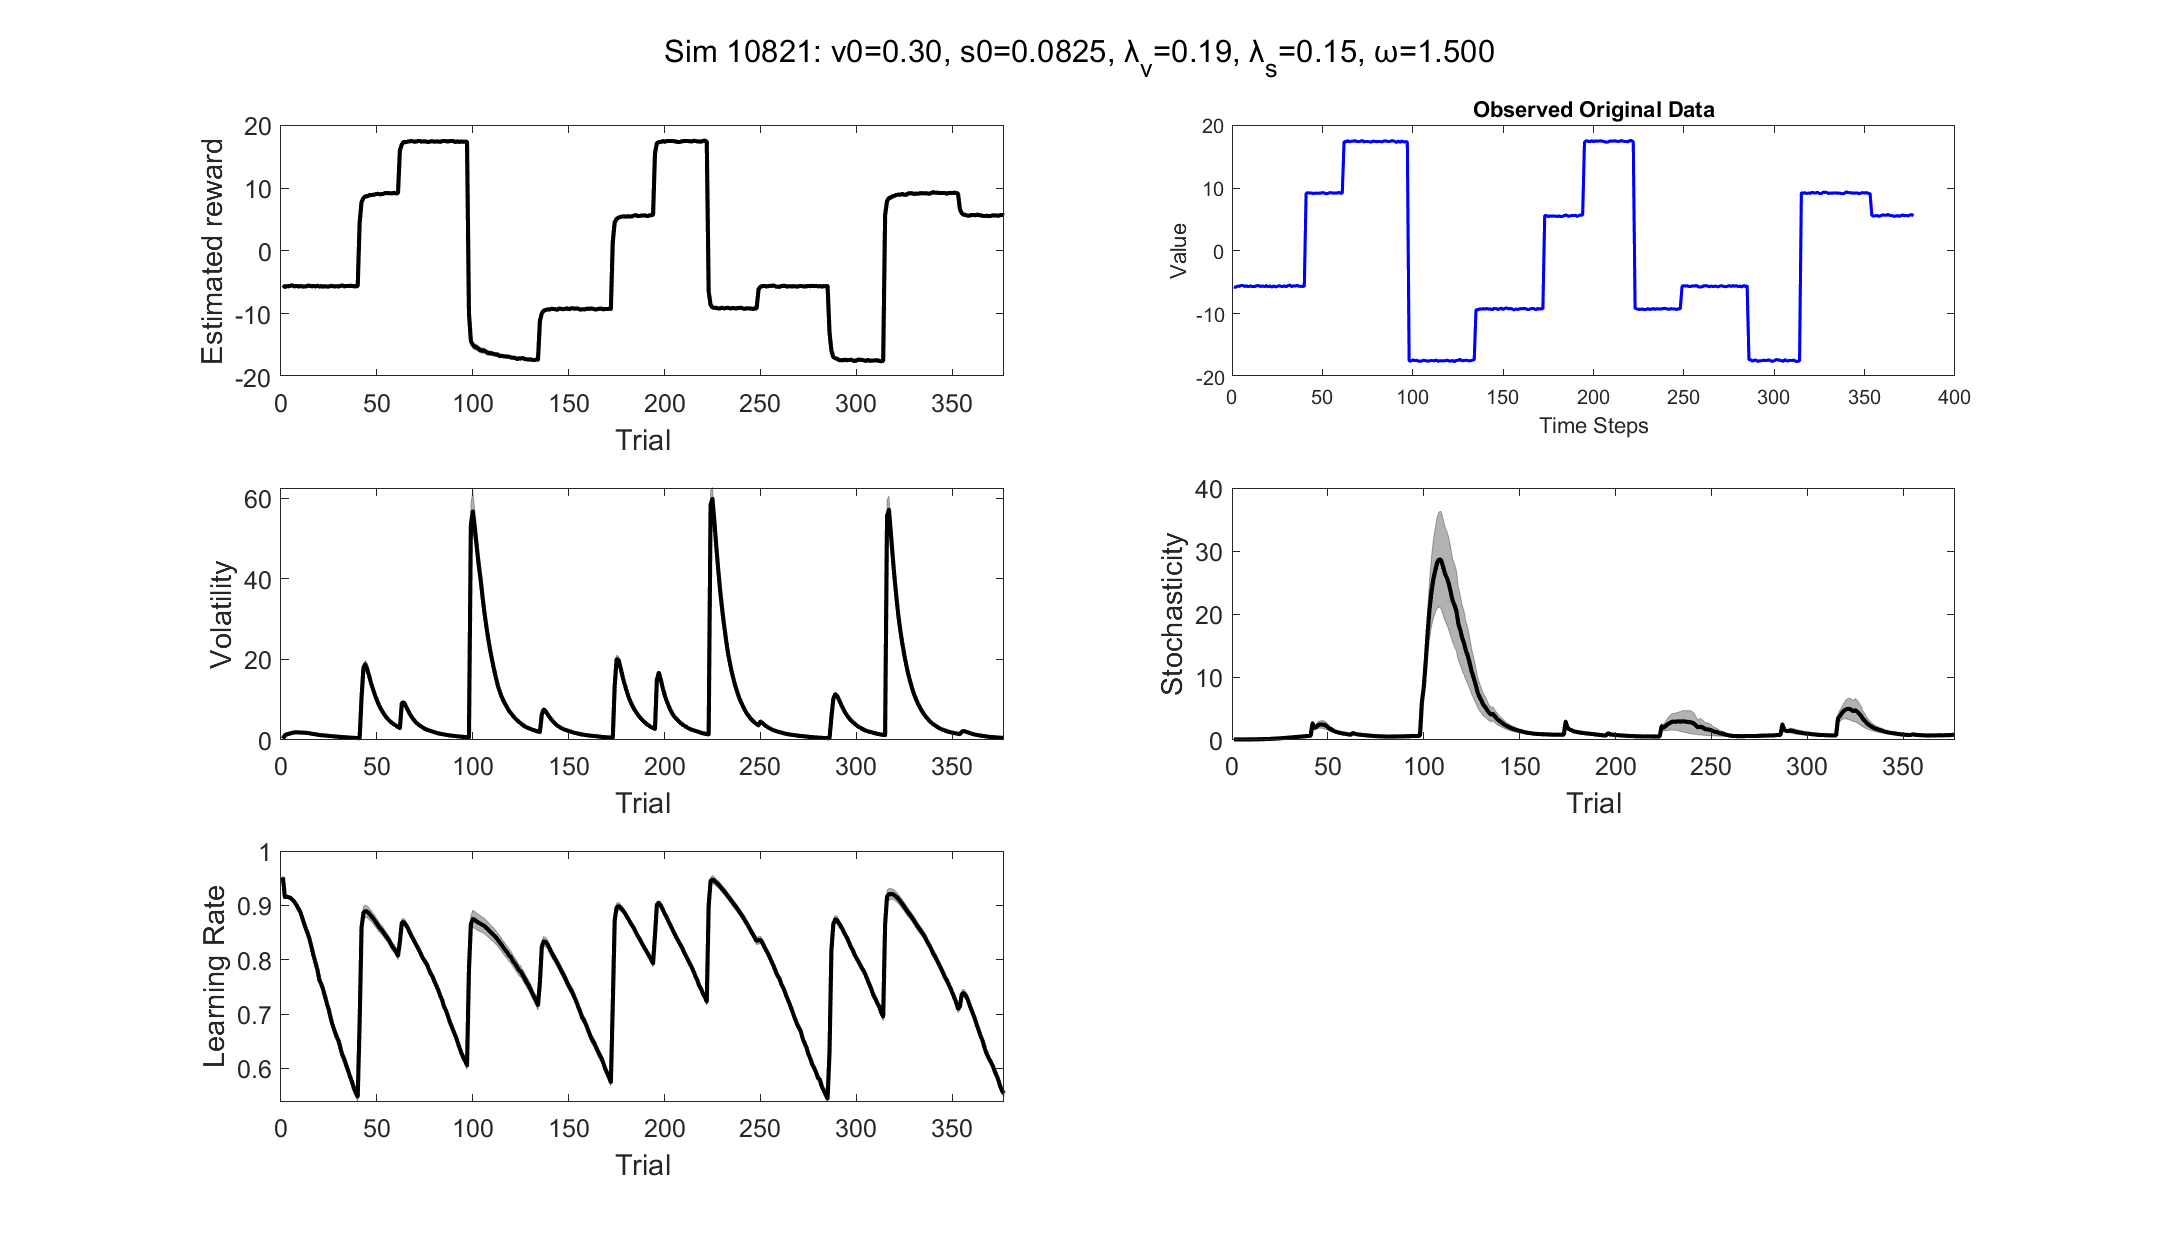 Sim 10821: v0=0.30, s0=0.0825, λv=0.19, λs=0.15, ω=1.500
Estimated reward
20
10
0
-10
-20
0 50 100 150 200 250 300 350
Trial
Observed Original Data
Value
20
10
0
-10
-20
0 50 100 150 200 250 300 350 400
Time Steps
Volatility
60
40
20
0
0 50 100 150 200 250 300 350
Trial
Stochasticity
40
30
20
10
0
0 50 100 150 200 250 300 350
Trial
Learning Rate
1
0.9
0.8
0.7
0.6
0 50 100 150 200 250 300 350
Trial